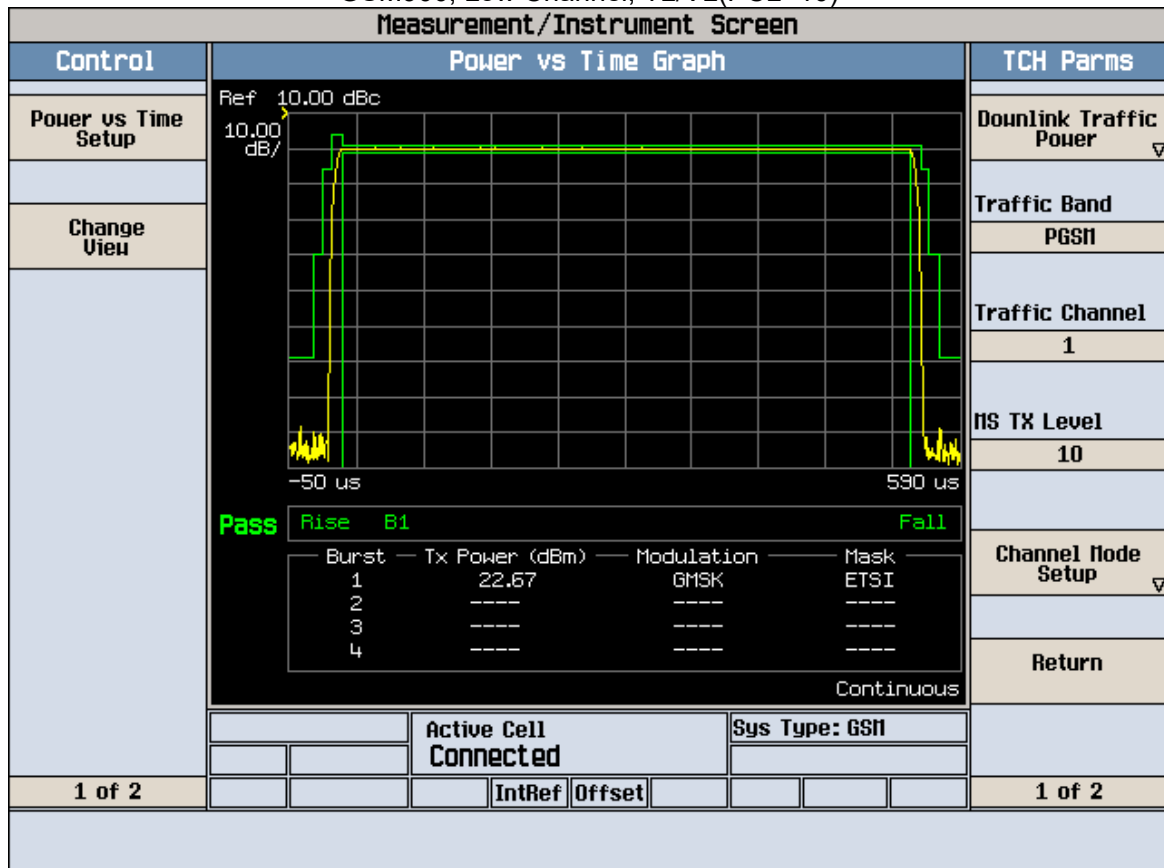 Measurement/Instrument Screen
Control
Power vs Time Graph
TCH Parms
Power vs Time
Setup
Change
View
Ref 10.00 dBc
10.00
dB/
-50 us
590 us
Pass
Rise B1
Fall
Burst Tx Power (dBm) Modulation Mask
1 22.67 GMSK ETSI
2 ---- ---- ----
3 ---- ---- ----
4 ---- ---- ----
Continuous
Downlink Traffic
Power
Traffic Band
PGSM
Traffic Channel
1
MS TX Level
10
Channel Mode
Setup
Return
Active Cell
Connected
Sys Type: GSM
1 of 2
IntRef Offset
1 of 2